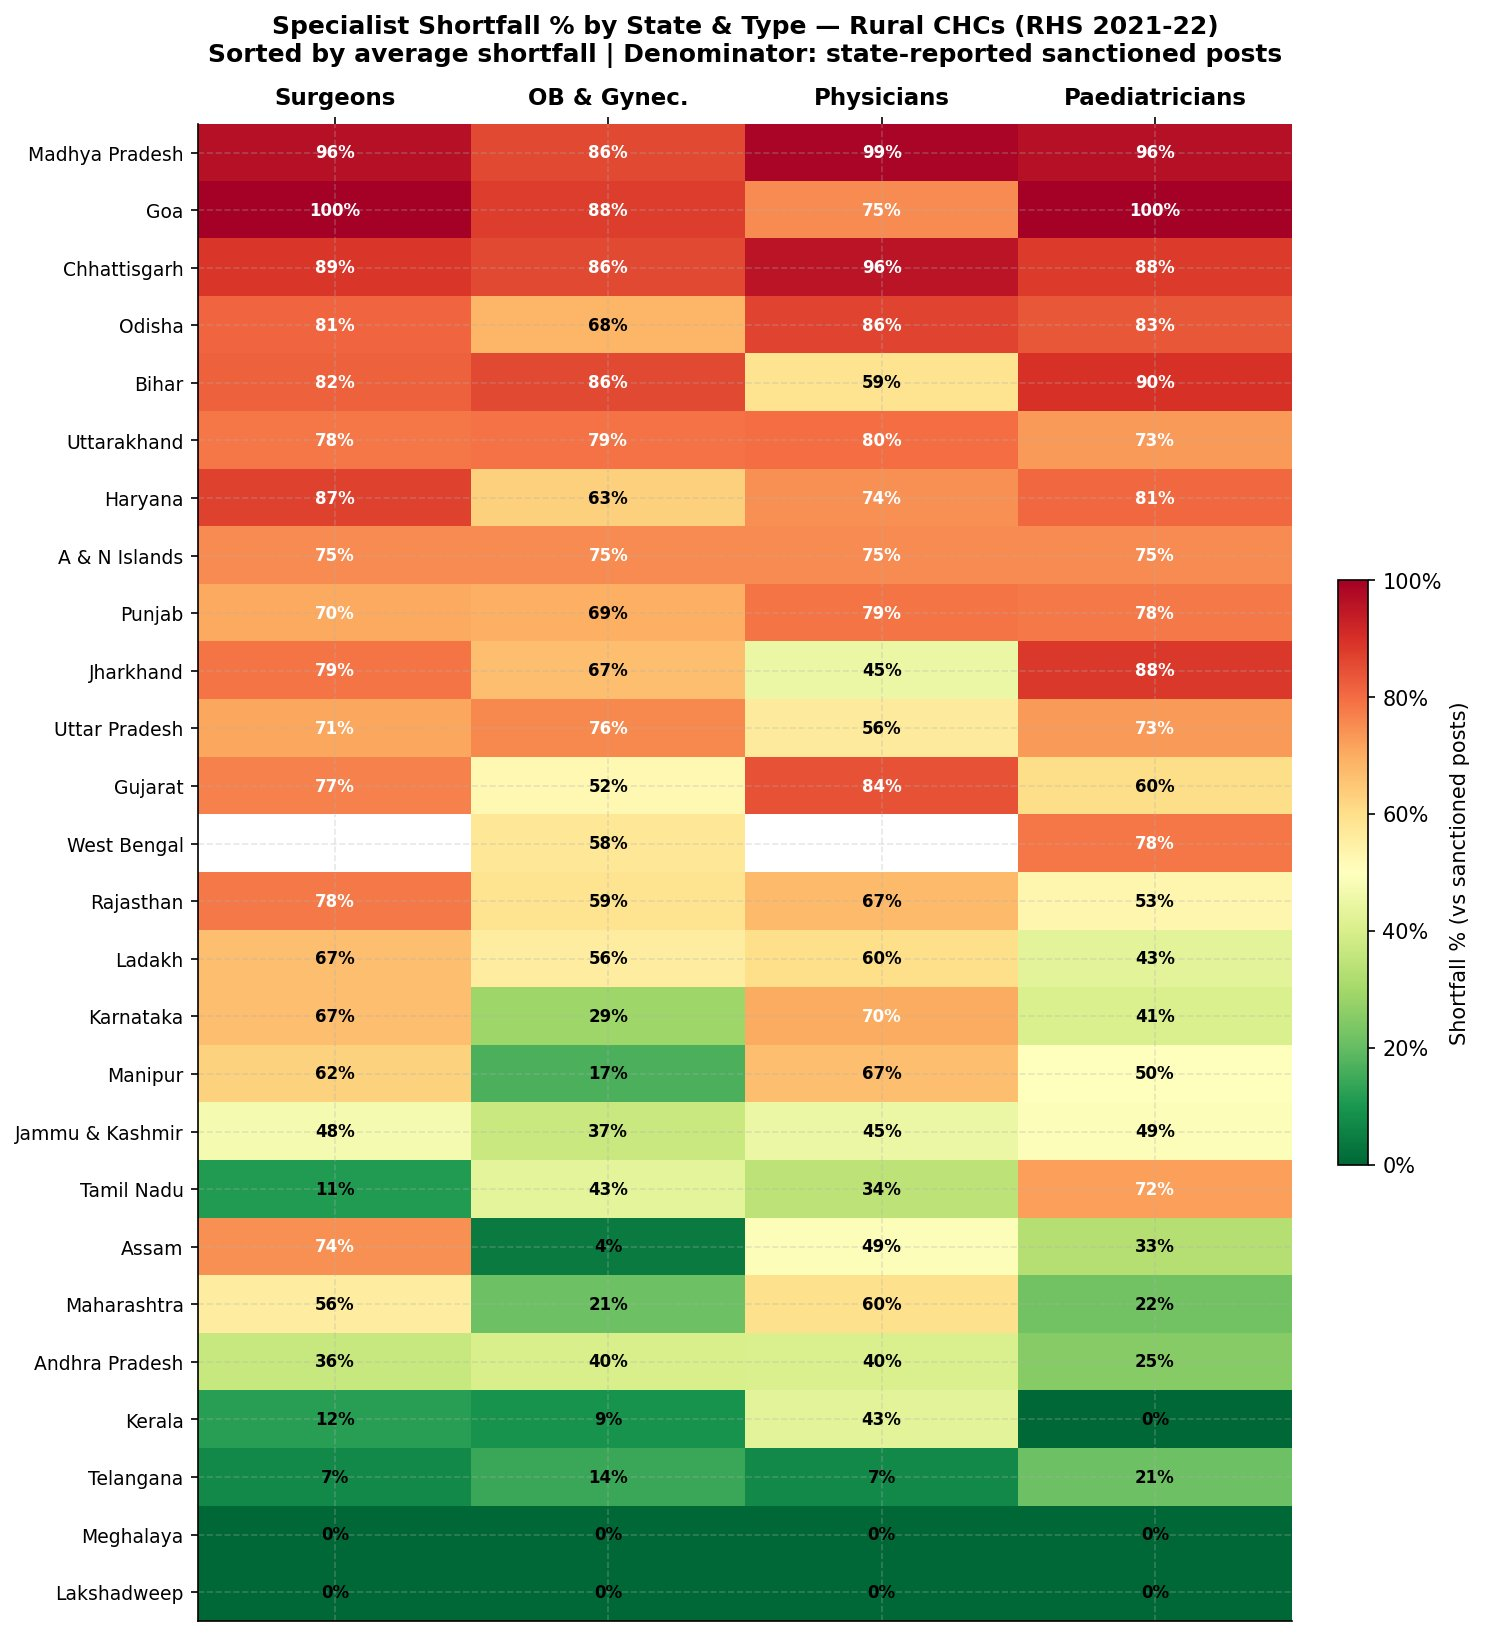 Specialist Shortfall % by State & Type — Rural CHCs (RHS 2021-22)
Sorted by average shortfall | Denominator: state-reported sanctioned posts
Surgeons OB & Gynec. Physicians Paediatricians
Madhya Pradesh 96% 86% 99% 96%
Goa 100% 88% 75% 100%
Chhattisgarh 89% 86% 96% 88%
Odisha 81% 68% 86% 83%
Bihar 82% 86% 59% 90%
Uttarakhand 78% 79% 80% 73%
Haryana 87% 63% 74% 81%
A & N Islands 75% 75% 75% 75%
Punjab 70% 69% 79% 78%
Jharkhand 79% 67% 45% 88%
Uttar Pradesh 71% 76% 56% 73%
Gujarat 77% 52% 84% 60%
West Bengal 58% 78%
Rajasthan 78% 59% 67% 53%
Ladakh 67% 56% 60% 43%
Karnataka 67% 29% 70% 41%
Manipur 62% 17% 67% 50%
Jammu & Kashmir 48% 37% 45% 49%
Tamil Nadu 11% 43% 34% 72%
Assam 74% 4% 49% 33%
Maharashtra 56% 21% 60% 22%
Andhra Pradesh 36% 40% 40% 25%
Kerala 12% 9% 43% 0%
Telangana 7% 14% 7% 21%
Meghalaya 0% 0% 0% 0%
Lakshadweep 0% 0% 0% 0%
100%
80%
60%
40%
20%
0%
Shortfall % (vs sanctioned posts)